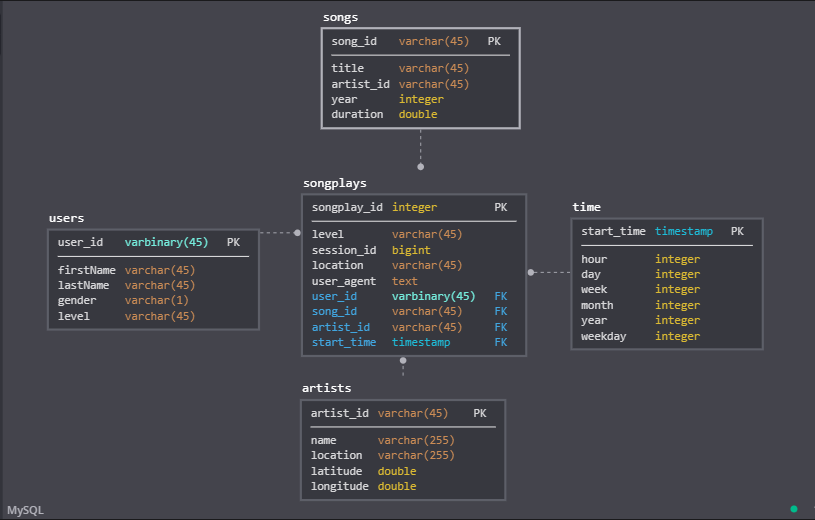 songs
song_id varchar(45) PK
title varchar(45)
artist_id varchar(45)
year integer
duration double
songplays
songplay_id integer PK
level varchar(45)
session_id bigint
location varchar(45)
user_agent text
user_id varbinary(45) FK
song_id varchar(45) FK
artist_id varchar(45) FK
start_time timestamp FK
users
user_id varbinary(45) PK
firstName varchar(45)
lastName varchar(45)
gender varchar(1)
level varchar(45)
time
start_time timestamp PK
hour integer
day integer
week integer
month integer
year integer
weekday integer
artists
artist_id varchar(45) PK
name varchar(255)
location varchar(255)
latitude double
longitude double
MySQL